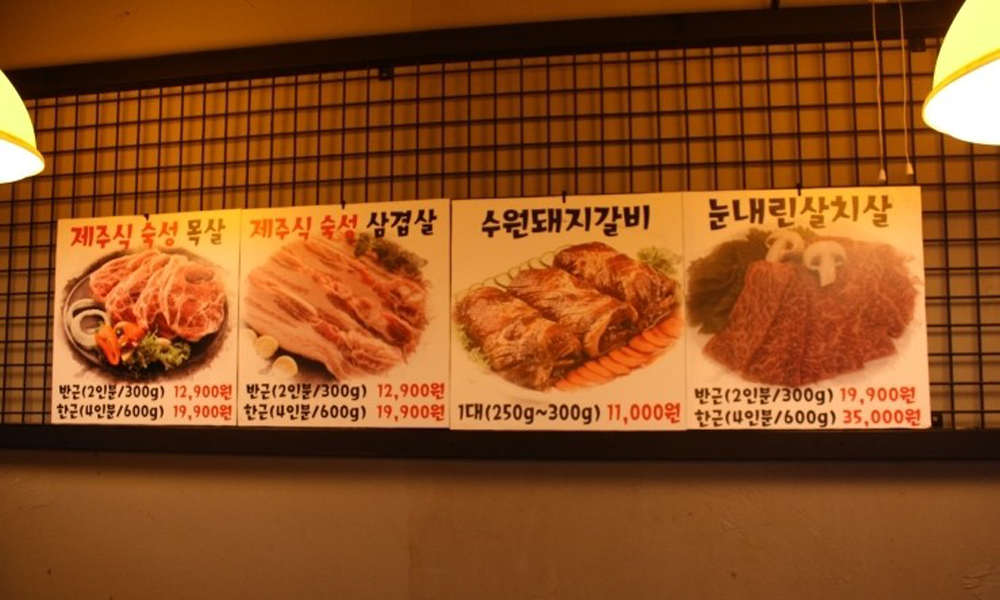 제주식 숙성 목살
반근(2인분/300g) 12,900원
한근(4인분/600g) 19,900원
제주식 숙성 삼겹살
반근(2인분/300g) 12,900원
한근(4인분/600g) 19,900원
수원돼지갈비
1대(250g~300g) 11,000원
눈내린살치살
반근(2인분/300g) 19,900원
한근(4인분/600g) 35,000원